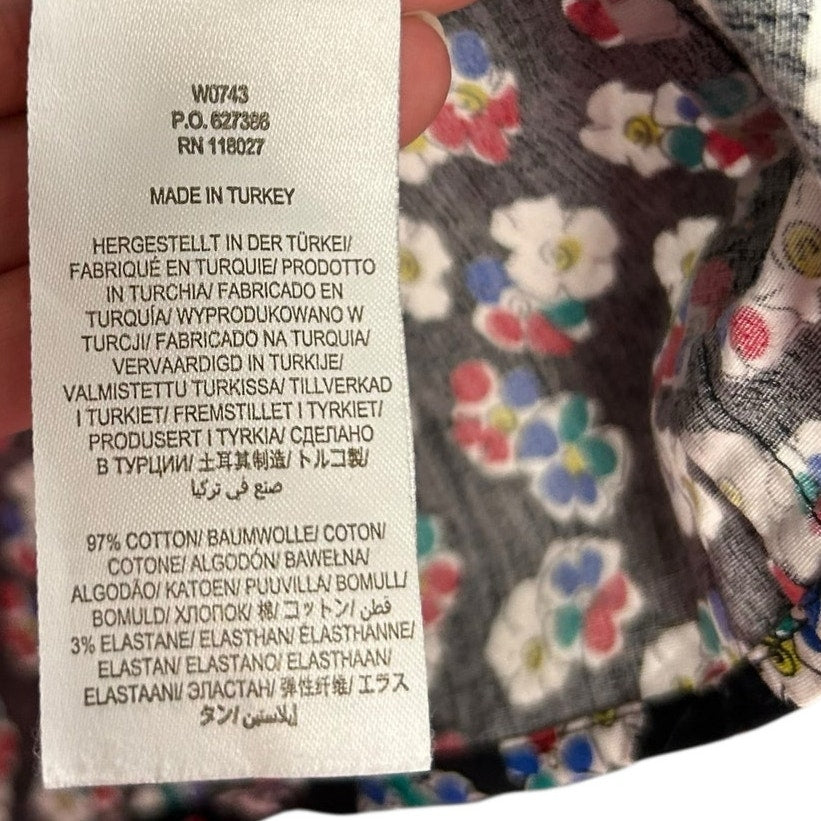 W0743
P.O. 627386
RN 118027
MADE IN TURKEY
HERGESTELLT IN DER TÜRKEI/
FABRIQUÉ EN TURQUIE/ PRODOTTO
IN TURCHIA/ FABRICADO EN
TURQUÍA/ WYPRODUKOWANO W
TURCJI/ FABRICADO NA TURQUIA/
VERVAARDIGD IN TURKIJE/
VALMISTETTU TURKISSA/ TILLVERKAD
I TURKIET/ FREMSTILLET I TYRKIET/
PRODUSERT I TYRKIA/ СДЕЛАНО
В ТУРЦИИ/ 土耳其制造/ トルコ製/
صنع في تركيا
97% COTTON/ BAUMWOLLE/ COTON/
COTONE/ ALGODÓN/ BAWEŁNA/
ALGODÃO/ KATOEN/ PUUVILLA/ BOMULL/
BOMULD/ ХЛОПОК/ 棉/ コットン/ قطن/
3% ELASTANE/ ELASTHAN/ ÉLASTHANNE/
ELASTAN/ ELASTANO/ ELASTHAAN/
ELASTAANI/ ЭЛАСТАН/ 弹性纤维/ エラス
タン/ إيلاستين/